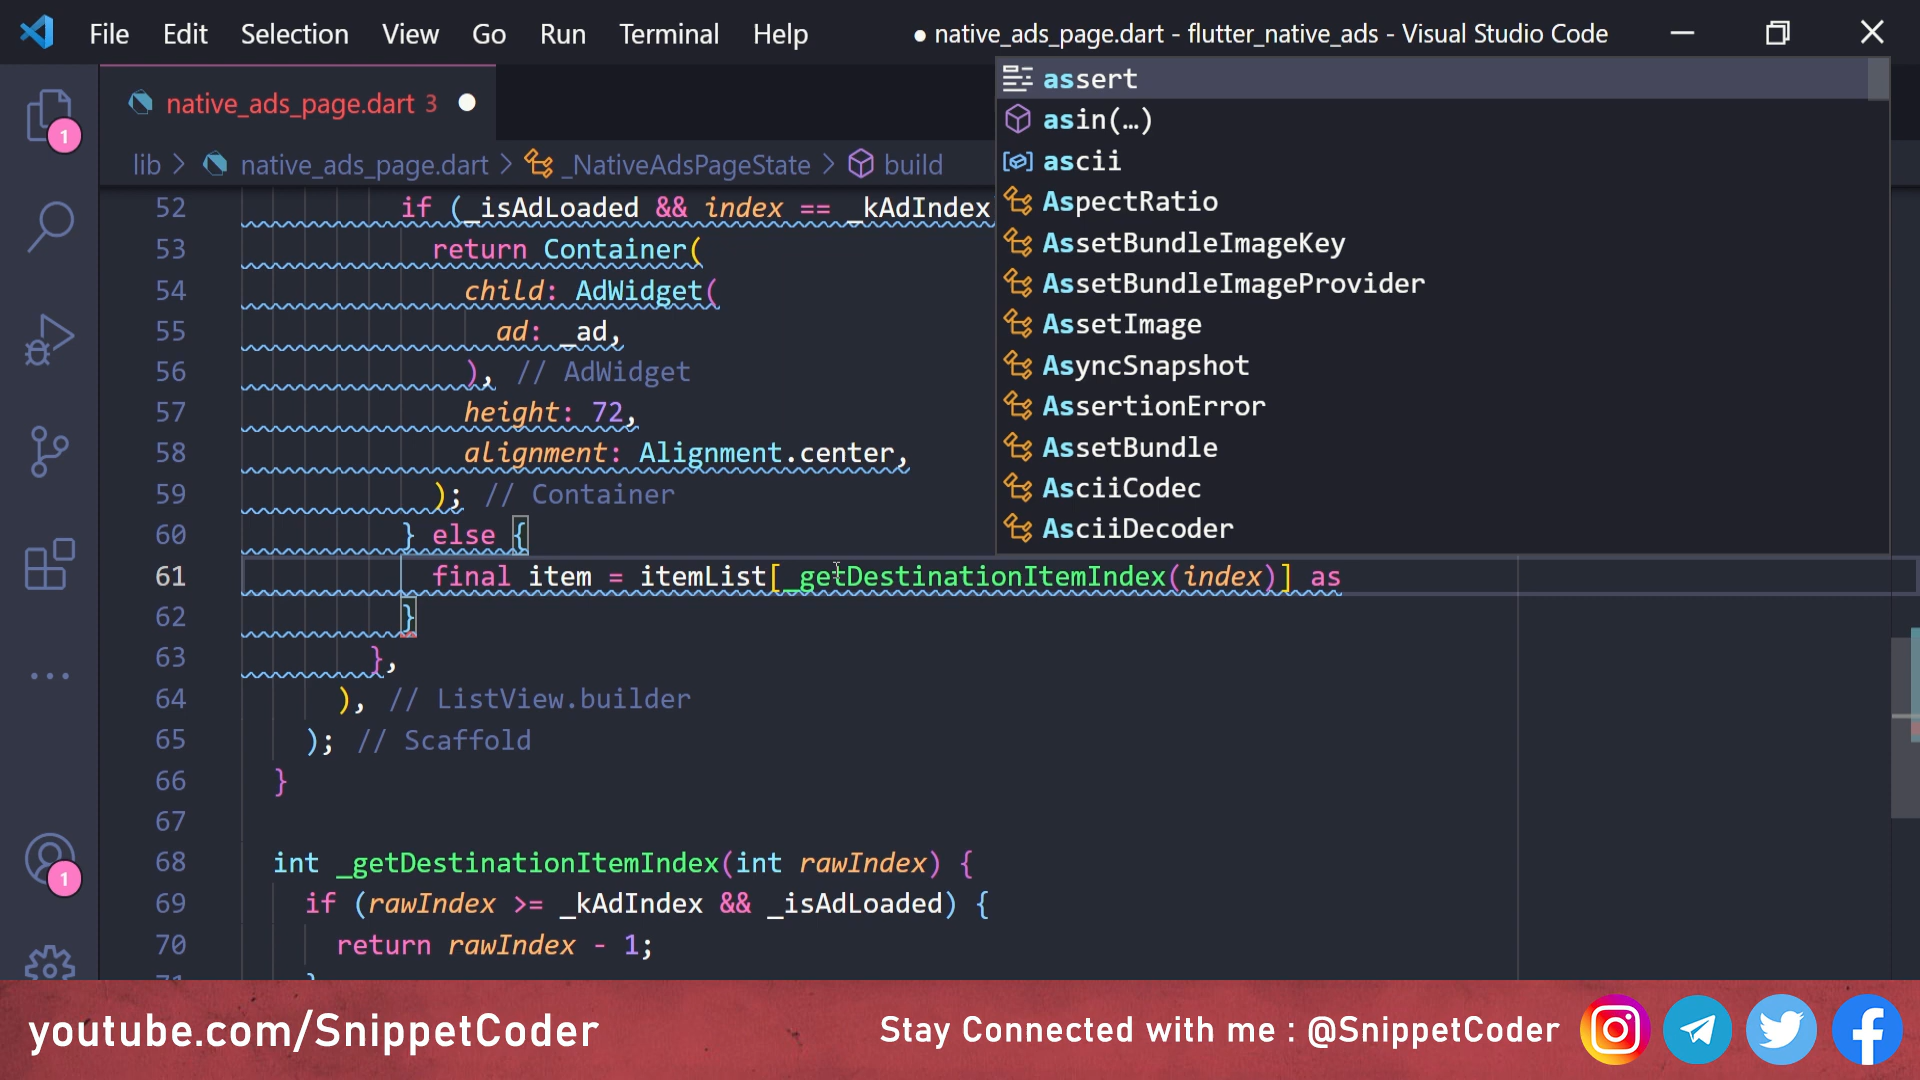 File Edit Selection View Go Run Terminal Help ● native_ads_page.dart - flutter_native_ads - Visual Studio Code
native_ads_page.dart 3 ●
lib > native_ads_page.dart > _NativeAdsPageState > build
assert
asin(…)
ascii
AspectRatio
AssetBundleImageKey
AssetBundleImageProvider
AssetImage
AsyncSnapshot
AssertionError
AssetBundle
AsciiCodec
AsciiDecoder
1
52 if (_isAdLoaded && index == _kAdIndex
53 return Container(
54 child: AdWidget(
55 ad: _ad,
56 ), // AdWidget
57 height: 72,
58 alignment: Alignment.center,
59 ); // Container
60 } else {
61 final item = itemList[_getDestinationItemIndex(index)] as
62 }
63 },
64 ), // ListView.builder
65 ); // Scaffold
66 }
67
68 int _getDestinationItemIndex(int rawIndex) {
69 if (rawIndex >= _kAdIndex && _isAdLoaded) {
70 return rawIndex - 1;
1
youtube.com/SnippetCoder
Stay Connected with me : @SnippetCoder